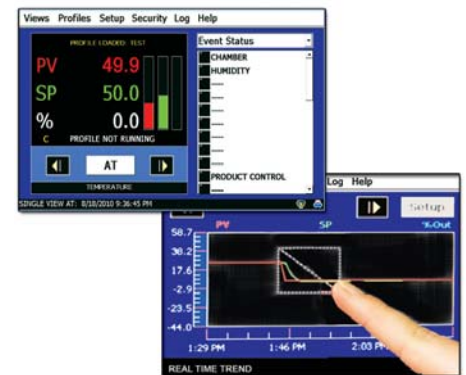 Views Profiles Setup Security Log Help
PROFILE LOADED: TEST
PV 49.9
SP 50.0
% 0.0
C PROFILE NOT RUNNING
AT
TEMPERATURE
Event Status
CHAMBER
HUMIDITY
----
----
----
----
----
----
----
PRODUCT CONTROL
----
SINGLE VIEW AT: 8/18/2010 9:36:45 PM
Log Help
Setup
PV SP %Out
58.7
38.2
17.6
-2.9
-23.5
-44.0
1:29 PM 1:46 PM 2:03 PM
REAL TIME TREND